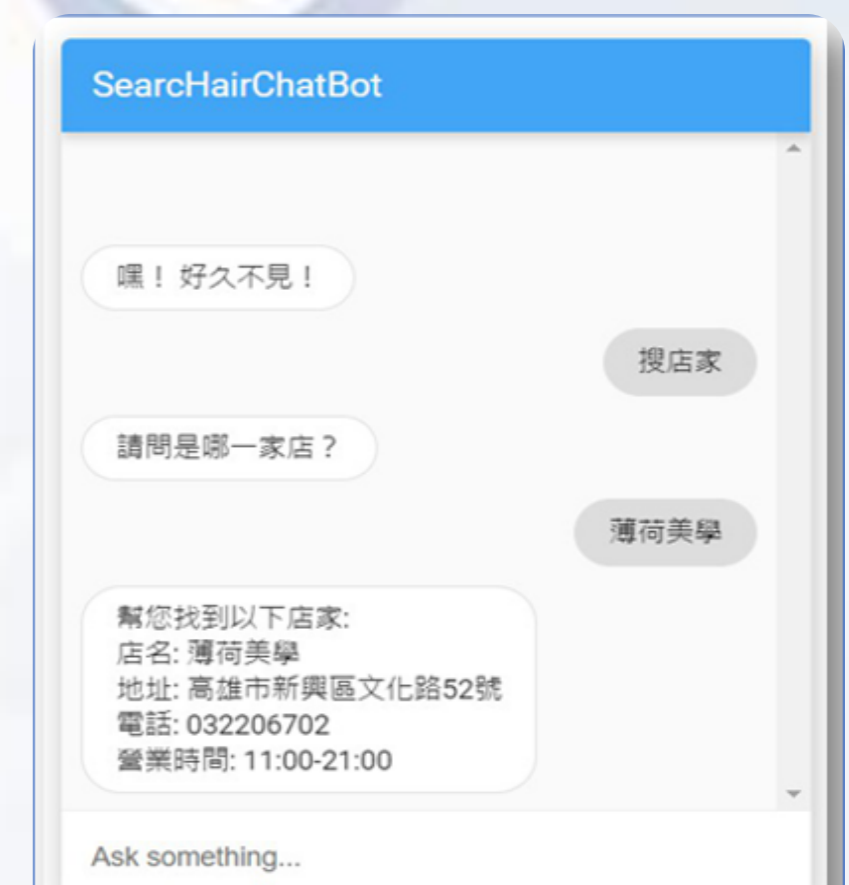 SearcHairChatBot
嘿！ 好久不見！
搜店家
請問是哪一家店？
薄荷美學
幫您找到以下店家:
店名: 薄荷美學
地址: 高雄市新興區文化路52號
電話: 032206702
營業時間: 11:00-21:00
Ask something...